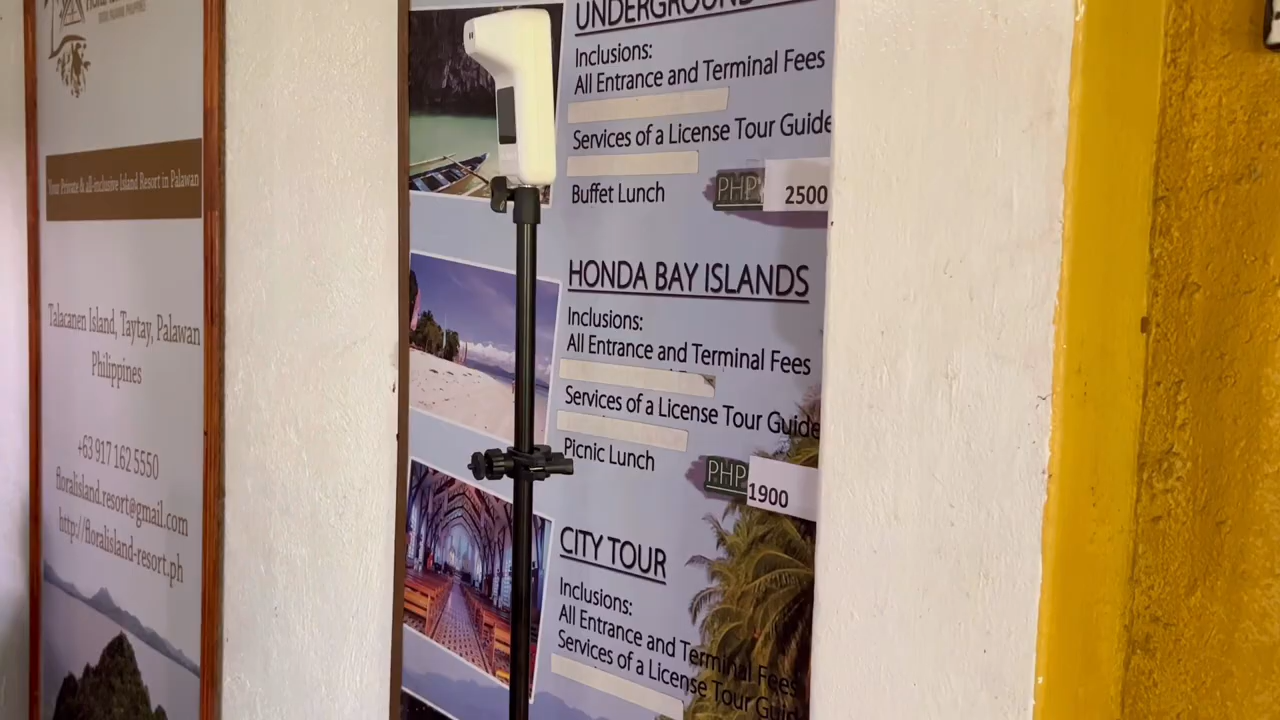 Your Private & all-inclusive Island Resort in Palawan
Talacanen Island, Taytay, Palawan
Philippines
+63 917 162 5550
floralisland.resort@gmail.com
http://floralisland-resort.ph
UNDERGROUND
Inclusions:
All Entrance and Terminal Fees
Services of a License Tour Guide
Buffet Lunch
PHP 2500
HONDA BAY ISLANDS
Inclusions:
All Entrance and Terminal Fees
Services of a License Tour Guide
Picnic Lunch
PHP 1900
CITY TOUR
Inclusions:
All Entrance and Terminal Fees
Services of a License Tour Guid